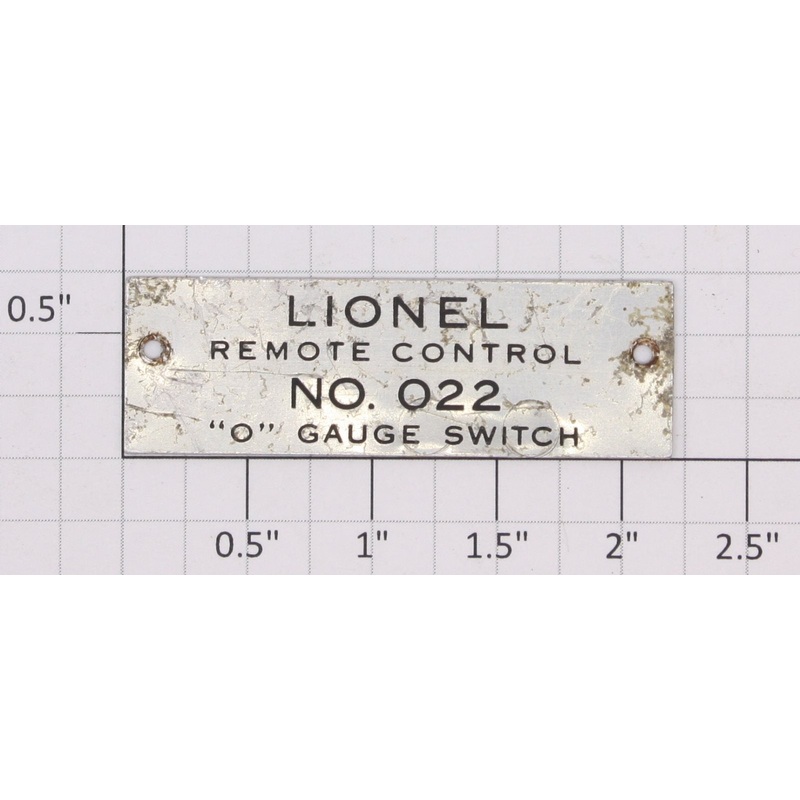 LIONEL
REMOTE CONTROL
NO. 022
"O" GAUGE SWITCH
0.5"
0.5" 1" 1.5" 2" 2.5"